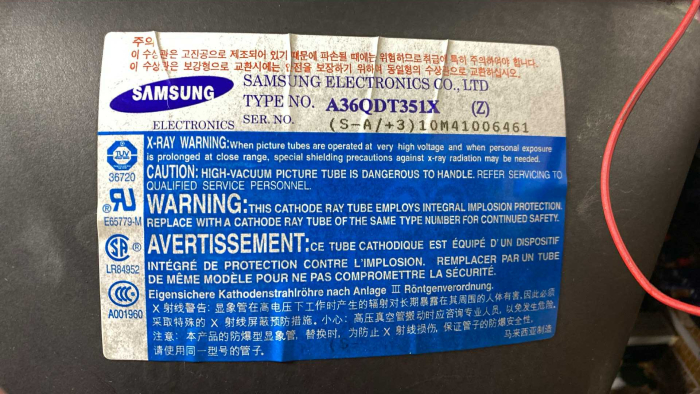 주의
이 수상관은 고진공으로 제조되어 있기 때문에 파손될 때에는 위험하므로 취급에 특히 주의하여야 합니다.
이 수상관은 보강형으로 교환시에는 안전을 보장하기 위하여 동일형의 수상관으로 교환하십시오.
SAMSUNG
ELECTRONICS
SAMSUNG ELECTRONICS CO., LTD
TYPE NO. A36QDT351X (Z)
SER. NO. (S-A/+3)10M41006461
36720
E65779-M
LR84952
A001960
X-RAY WARNING:When picture tubes are operated at very high voltage and when personal exposure
is prolonged at close range, special shielding precautions against x-ray radiation may be needed.
CAUTION: HIGH-VACUUM PICTURE TUBE IS DANGEROUS TO HANDLE. REFER SERVICING TO
QUALIFIED SERVICE PERSONNEL.
WARNING:THIS CATHODE RAY TUBE EMPLOYS INTEGRAL IMPLOSION PROTECTION.
REPLACE WITH A CATHODE RAY TUBE OF THE SAME TYPE NUMBER FOR CONTINUED SAFETY.
AVERTISSEMENT:CE TUBE CATHODIQUE EST ÉQUIPÉ D'UN DISPOSITIF
INTÉGRÉ DE PROTECTION CONTRE L'IMPLOSION. REMPLACER PAR UN TUBE
DE MÊME MODÈLE POUR NE PAS COMPROMETTRE LA SÉCURITÉ.
Eigensichere Kathodenstrahlröhre nach Anlage III Röntgenverordnung.
X 射线警告: 显象管在高电压下工作时产生的辐射对长期暴露在其周围的人体有害。因此必须
采取特殊的 X 射线屏蔽预防措施。小心: 高压真空管搬动时应咨询专业人员, 以免发生危险。
注意: 本产品的防爆型显象管, 替换时, 为防止 X 射线损伤, 保证管子的防爆安全性,
请使用同一型号的管子.
马来西亚制造